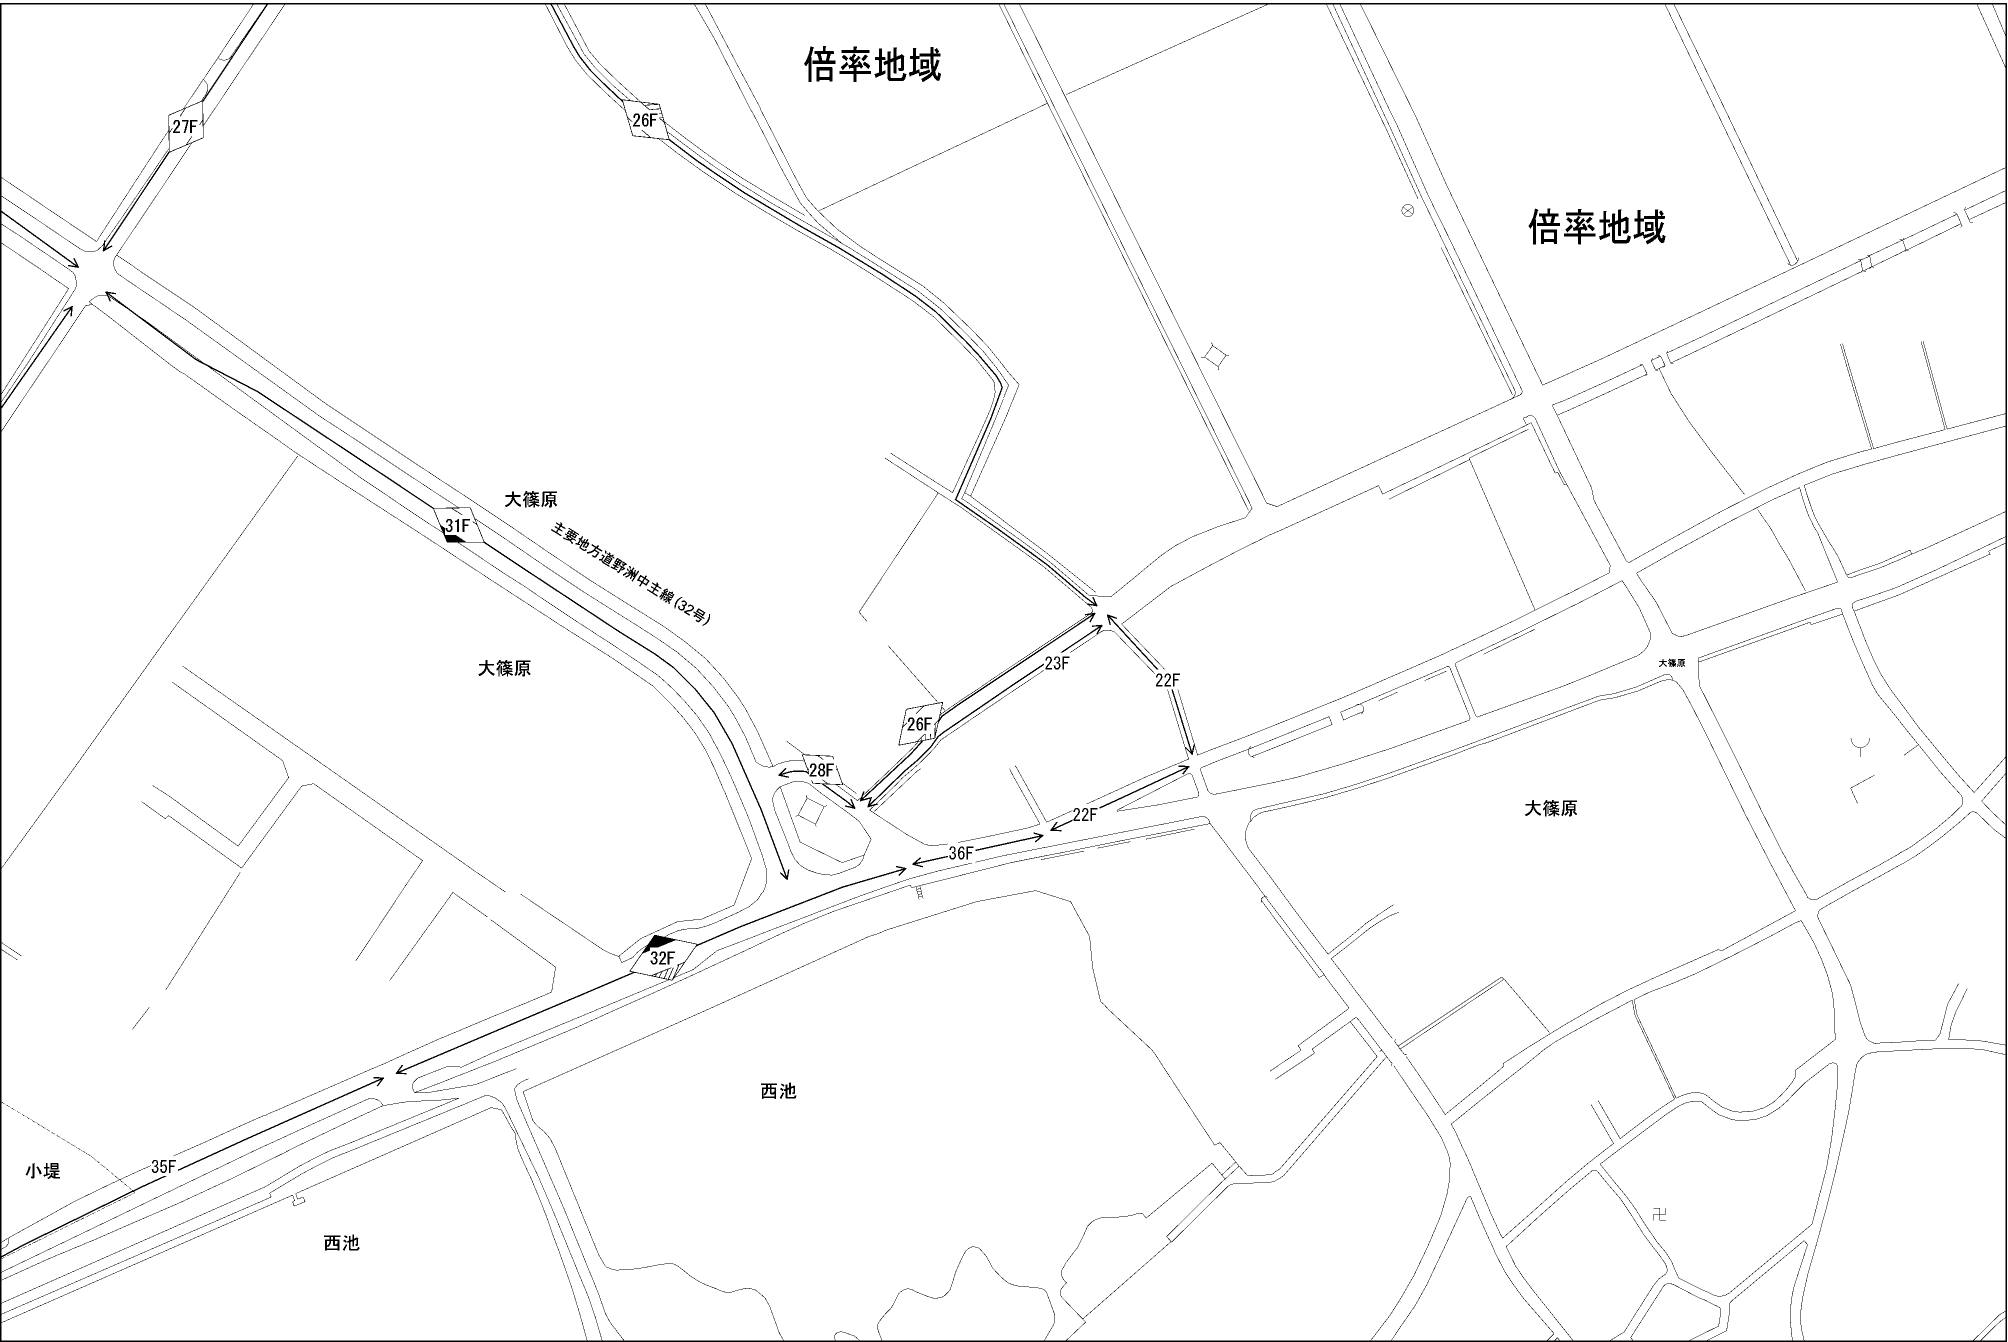 倍率地域
27F
26F
倍率地域
大篠原
31F
主要地方道野洲中主線(32号)
大篠原
23F
大篠原
22F
26F
28F
大篠原
22F
36F
32F
西池
35F
小堤
西池